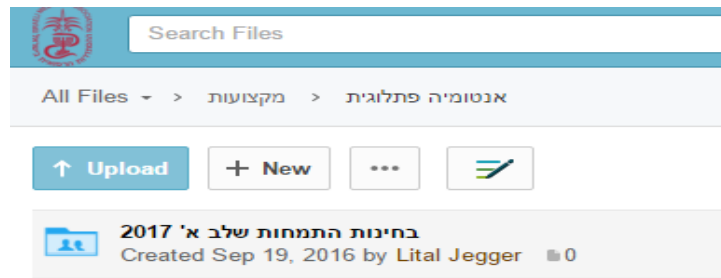 Search Files
All Files > מקצועות > אנטומיה פתלוגית
Upload + New ...
בחינות התמחות שלב א' 2017
Created Sep 19, 2016 by Lital Jegger 0